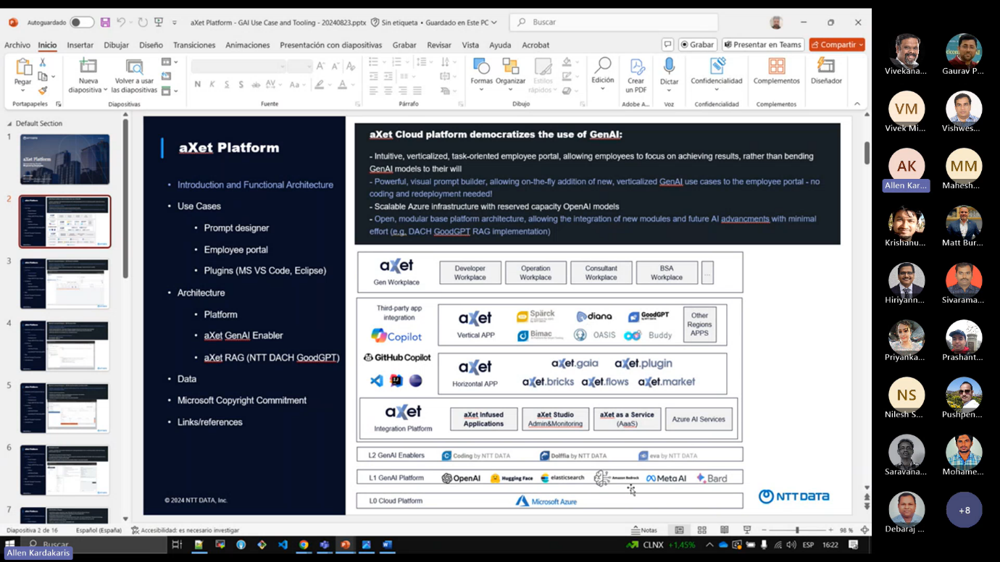 Autoguardado
aXet Platform - GAI Use Case and Tooling - 20240823.pptx
Sin etiqueta • Guardado en Este PC
Buscar
Archivo Inicio Insertar Dibujar Diseño Transiciones Animaciones Presentación con diapositivas Grabar Revisar Vista Ayuda Acrobat
Grabar
Presentar en Teams
Compartir
Pegar
Nueva diapositiva
Volver a usar las diapositivas
N K S S ab AV Aa A
Formas Organizar Estilos rápidos
Edición
Crear un PDF
Dictar
Confidencialidad
Complementos
Diseñador
Portapapeles Diapositivas Fuente Párrafo Dibujo Adobe A... Voz Confidencialidad Complementos
Default Section
1
2
3
4
5
6
7
aXet Platform
• Introduction and Functional Architecture
• Use Cases
• Prompt designer
• Employee portal
• Plugins (MS VS Code, Eclipse)
• Architecture
• Platform
• aXet GenAI Enabler
• aXet RAG (NTT DACH GoodGPT)
• Data
• Microsoft Copyright Commitment
• Links/references
© 2024 NTT DATA, Inc.
aXet Cloud platform democratizes the use of GenAI:
- Intuitive, verticalized, task-oriented employee portal, allowing employees to focus on achieving results, rather than bending
GenAI models to their will
- Powerful, visual prompt builder, allowing on-the-fly addition of new, verticalized GenAI use cases to the employee portal - no
coding and redeployment needed!
- Scalable Azure infrastructure with reserved capacity OpenAI models
- Open, modular base platform architecture, allowing the integration of new modules and future AI advancments with minimal
effort (e.g. DACH GoodGPT RAG implementation)
aXet
Gen Workplace
Developer Workplace
Operation Workplace
Consultant Workplace
BSA Workplace
...
Third-party app integration
Copilot
GitHub Copilot
aXet
Vertical APP
Spärck
diana
GoodGPT
by NTT DATA
Bimac
OASIS
Buddy
Other Regions APPS
aXet
Horizontal APP
aXet.gaia aXet.plugin
aXet.bricks aXet.flows aXet.market
aXet
Integration Platform
aXet Infused Applications
aXet Studio Admin&Monitoring
aXet as a Service (AaaS)
Azure AI Services
L2 GenAI Enablers
Coding by NTT DATA
Dolffia by NTT DATA
eva by NTT DATA
L1 GenAI Platform
OpenAI
Hugging Face
elasticsearch
Amazon Bedrock
Meta AI
Bard
L0 Cloud Platform
Microsoft Azure
NTT DATA
Diapositiva 2 de 16
Español (España)
Accesibilidad: es necesario investigar
Notas
98 %
Buscar
CLNX +1,45%
ESP
16:22
Allen Kardakaris
Vivekana...
Gaurav P...
VM
Vivek Mi...
Vishwes...
AK
Allen Kar...
MM
Mahesh...
Krishanu...
Matt Bur...
Hiriyann...
Sivarama...
Priyanka...
Prashant...
NS
Nilesh S...
Pushpen...
Saravana...
Mohame...
Debaraj ...
+8